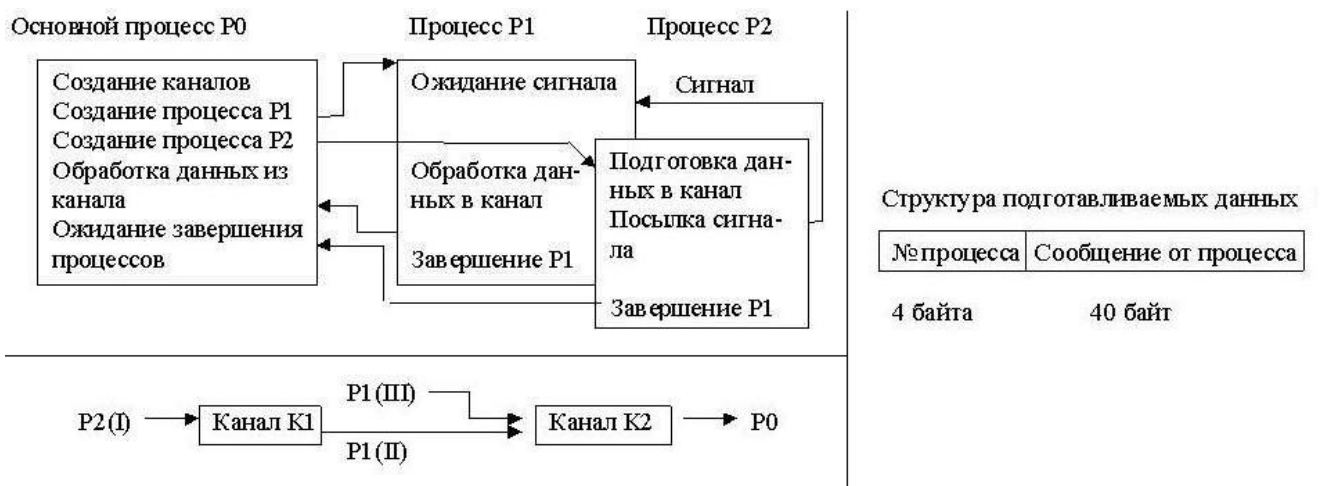 Основной процесс P0
Процесс P1
Процесс P2
Создание каналов
Создание процесса P1
Создание процесса P2
Обработка данных из
канала
Ожидание завершения
процессов
Ожидание сигнала
Обработка дан-
ных в канал
Завершение P1
Сигнал
Подготовка дан-
ных в канал
Посылка сигна-
ла
Завершение P1
Структура подготавливаемых данных
№ процесса Сообщение от процесса
4 байта 40 байт
P1(III)
P2(I) Канал K1 Канал K2 P0
P1(II)